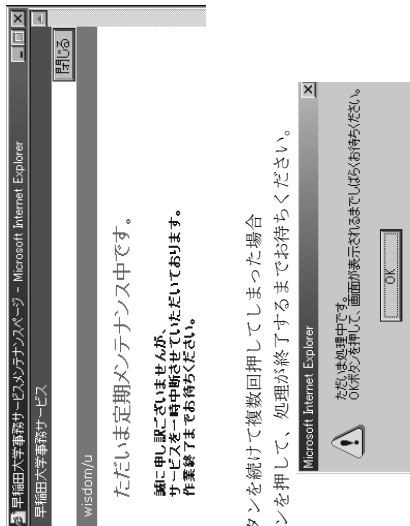 早稲田大学事務サービスメンテナンスページ - Microsoft Internet Explorer
早稲田大学事務サービス
閉じる
wisdom/u
ただいま定期メンテナンス中です。
誠に申し訳ございませんが、
サービスを一時中断させていただいております。
作業終了までお待ちください。
タンを続けて複数回押してしまった場合
ンを押して、処理が終了するまでお待ちください。
Microsoft Internet Explorer
ただいま処理中です。
OKボタンを押して、画面が表示されるまでしばらくお待ちください。
OK